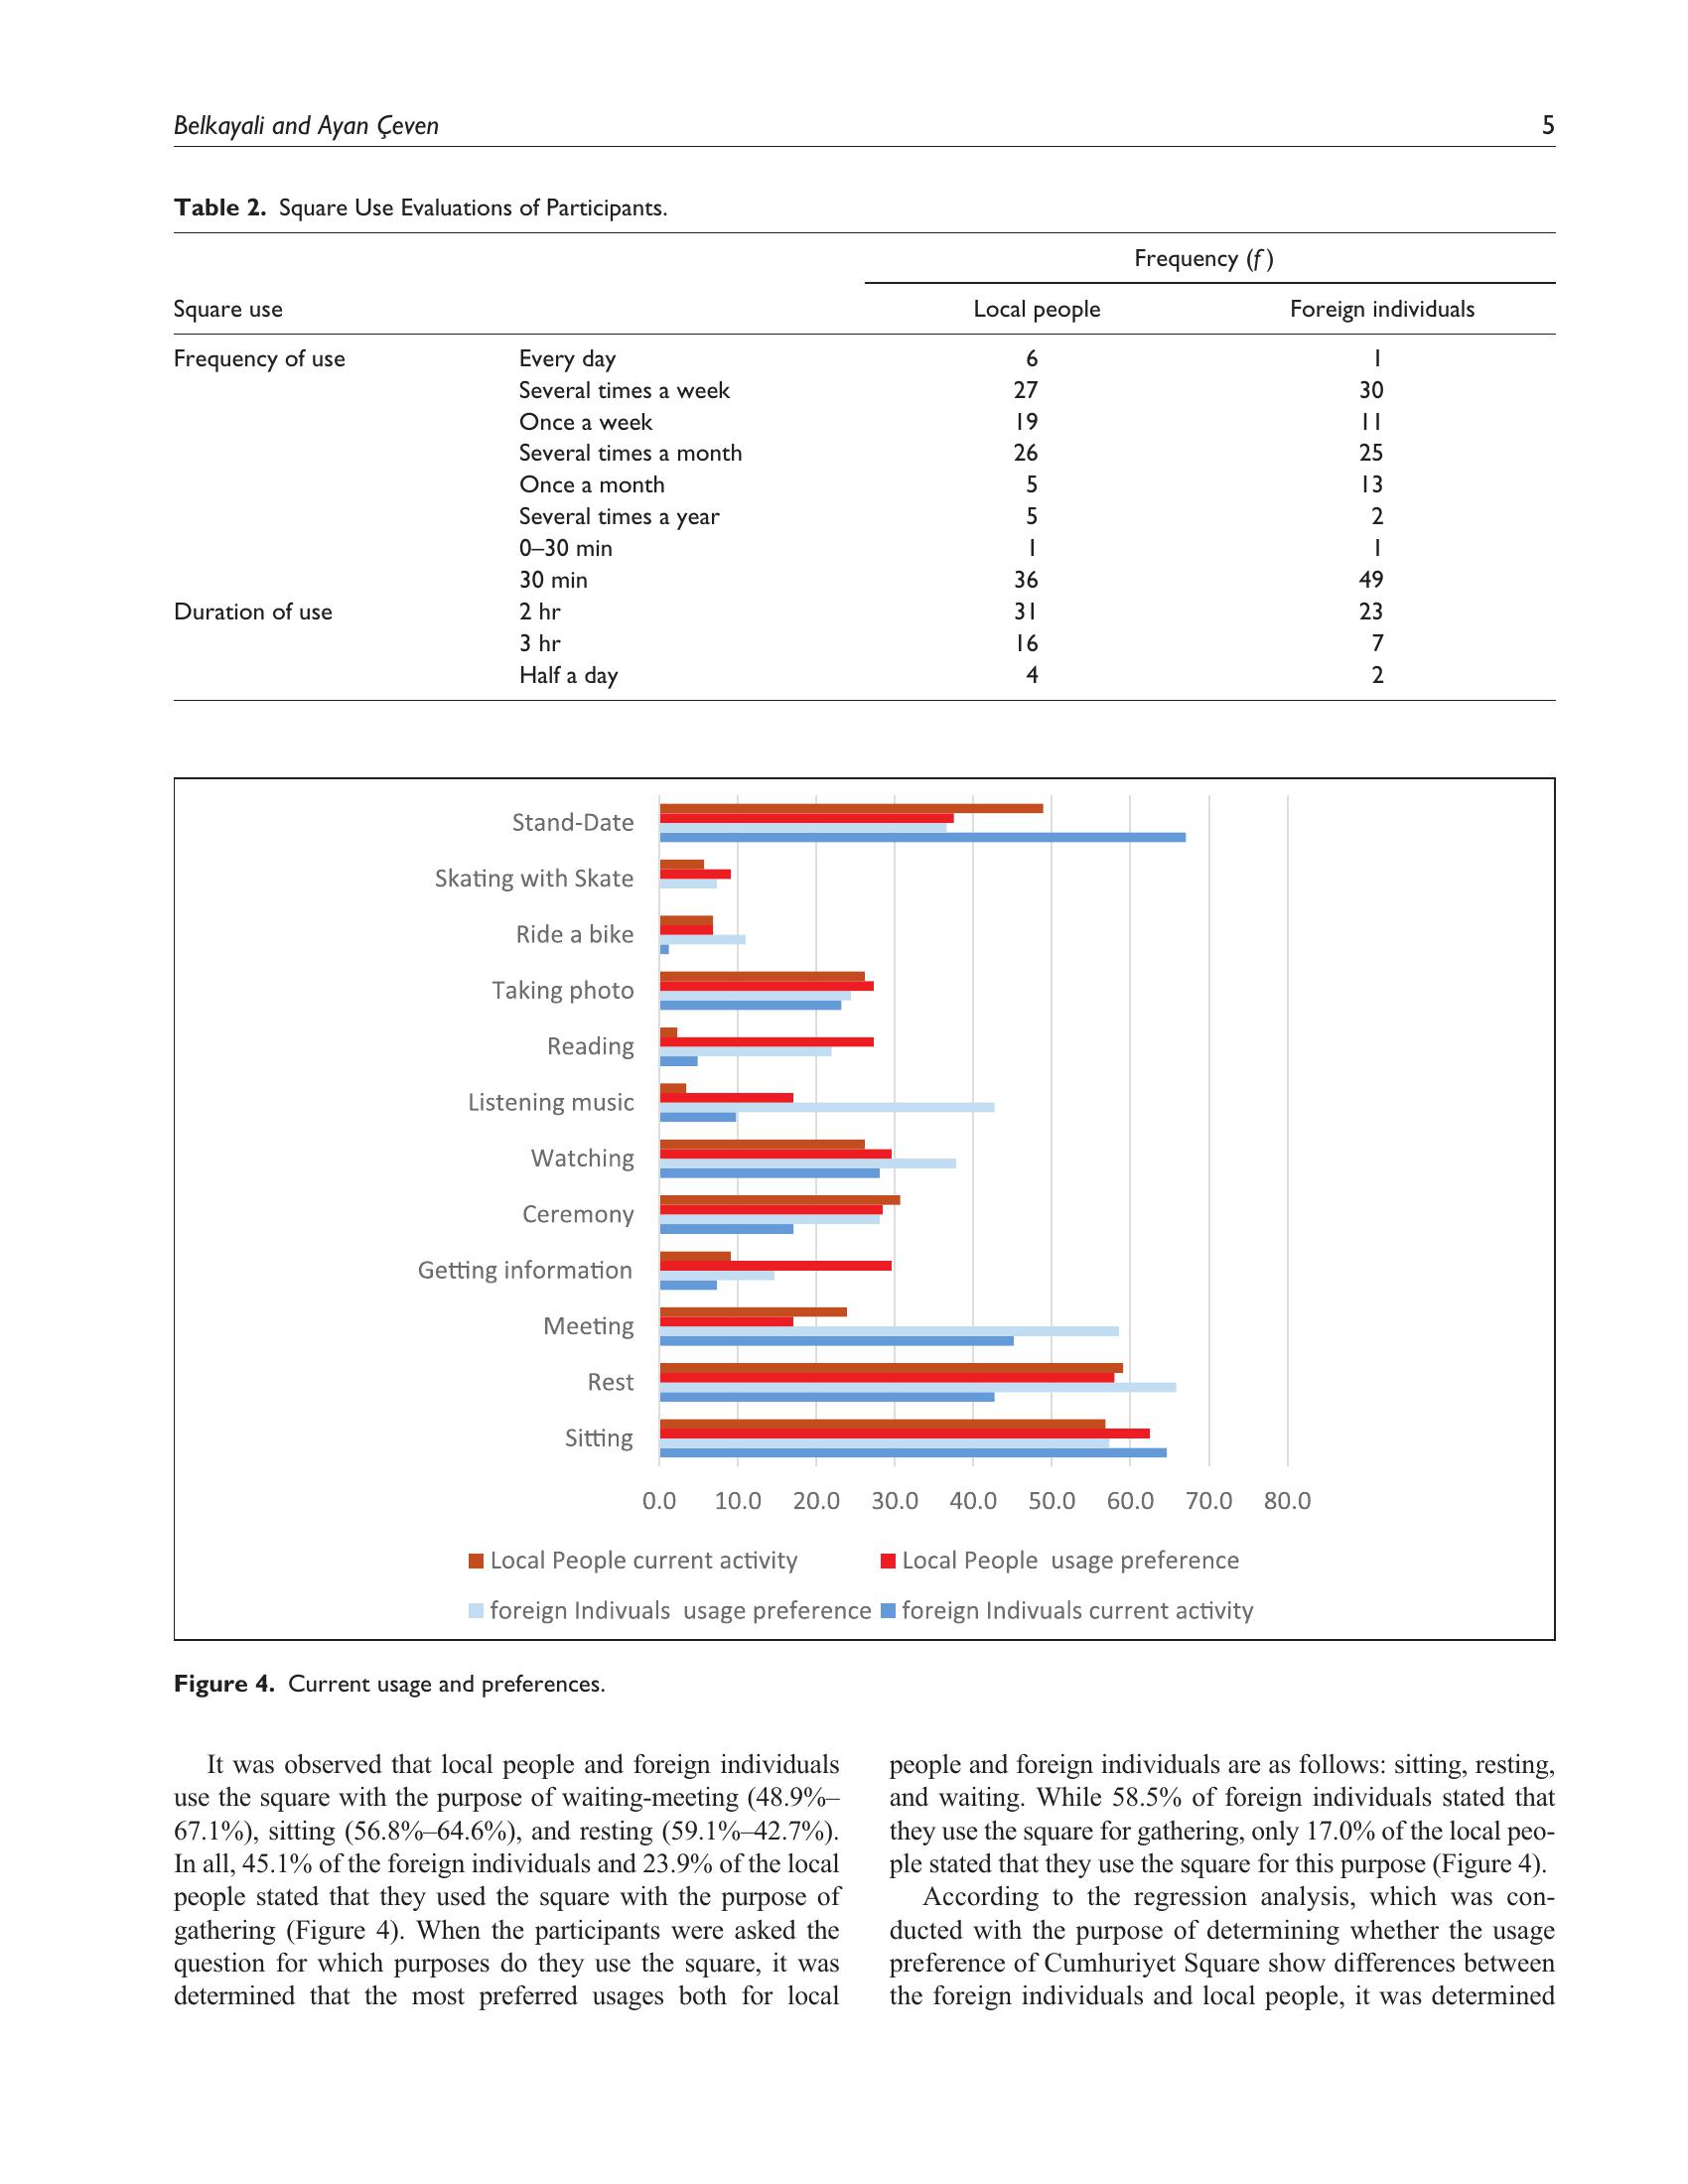 Belkayali and Ayan Çeven 5
Table 2. Square Use Evaluations of Participants.
Frequency (f)
Square use Local people Foreign individuals
Frequency of use Every day 6 1
Several times a week 27 30
Once a week 19 11
Several times a month 26 25
Once a month 5 13
Several times a year 5 2
0–30 min 1 1
30 min 36 49
Duration of use 2 hr 31 23
3 hr 16 7
Half a day 4 2
Stand-Date
Skating with Skate
Ride a bike
Taking photo
Reading
Listening music
Watching
Ceremony
Getting information
Meeting
Rest
Sitting
0.0 10.0 20.0 30.0 40.0 50.0 60.0 70.0 80.0
Local People current activity Local People usage preference
foreign Indivuals usage preference foreign Indivuals current activity
Figure 4. Current usage and preferences.
It was observed that local people and foreign individuals
use the square with the purpose of waiting-meeting (48.9%–
67.1%), sitting (56.8%–64.6%), and resting (59.1%–42.7%).
In all, 45.1% of the foreign individuals and 23.9% of the local
people stated that they used the square with the purpose of
gathering (Figure 4). When the participants were asked the
question for which purposes do they use the square, it was
determined that the most preferred usages both for local
people and foreign individuals are as follows: sitting, resting,
and waiting. While 58.5% of foreign individuals stated that
they use the square for gathering, only 17.0% of the local peo-
ple stated that they use the square for this purpose (Figure 4).
According to the regression analysis, which was con-
ducted with the purpose of determining whether the usage
preference of Cumhuriyet Square show differences between
the foreign individuals and local people, it was determined